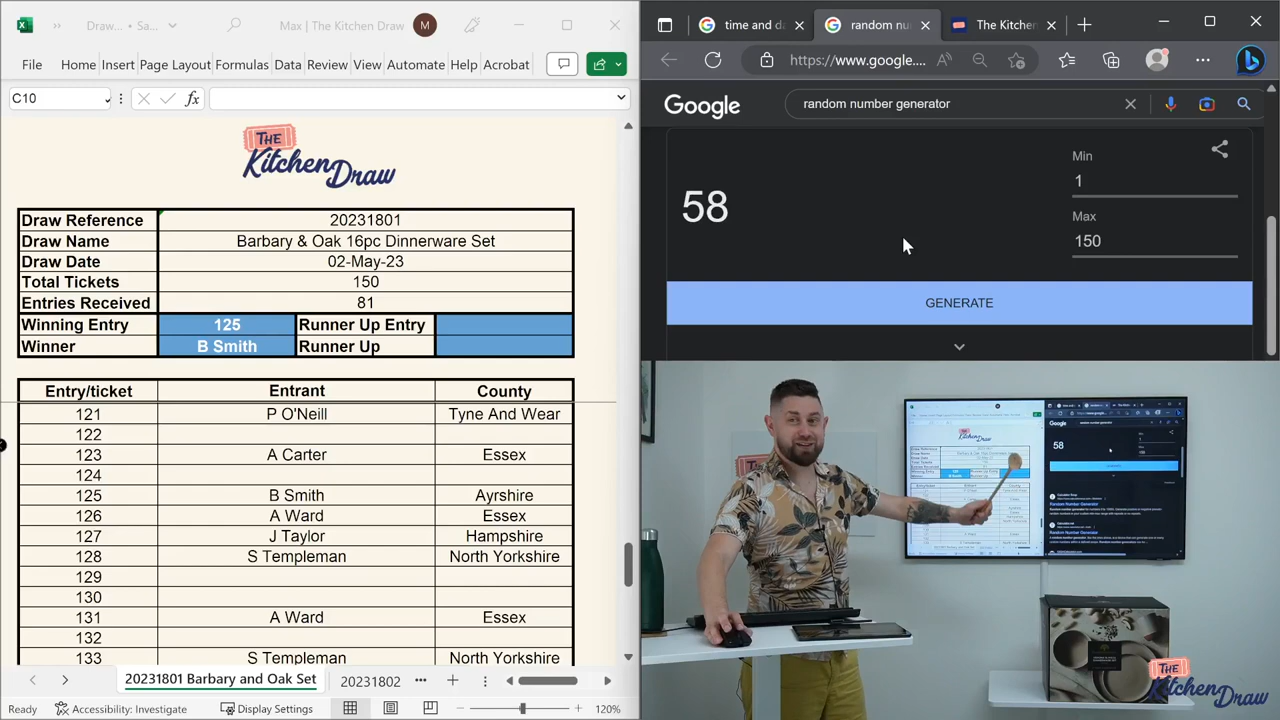 Draw... • Sa...
Max | The Kitchen Draw
M
File Home Insert Page Layout Formulas Data Review View Automate Help Acrobat
C10
fx
THE
Kitchen Draw
Draw Reference 20231801
Draw Name Barbary & Oak 16pc Dinnerware Set
Draw Date 02-May-23
Total Tickets 150
Entries Received 81
Winning Entry 125 Runner Up Entry
Winner B Smith Runner Up
Entry/ticket Entrant County
121 P O'Neill Tyne And Wear
122
123 A Carter Essex
124
125 B Smith Ayrshire
126 A Ward Essex
127 J Taylor Hampshire
128 S Templeman North Yorkshire
129
130
131 A Ward Essex
132
133 S Templeman North Yorkshire
20231801 Barbary and Oak Set 20231802 ...
Ready Accessibility: Investigate Display Settings 120%
time and da random nu The Kitchen
https://www.google....
Google random number generator
Min
1
58
Max
150
GENERATE
58
THE
Kitchen Draw